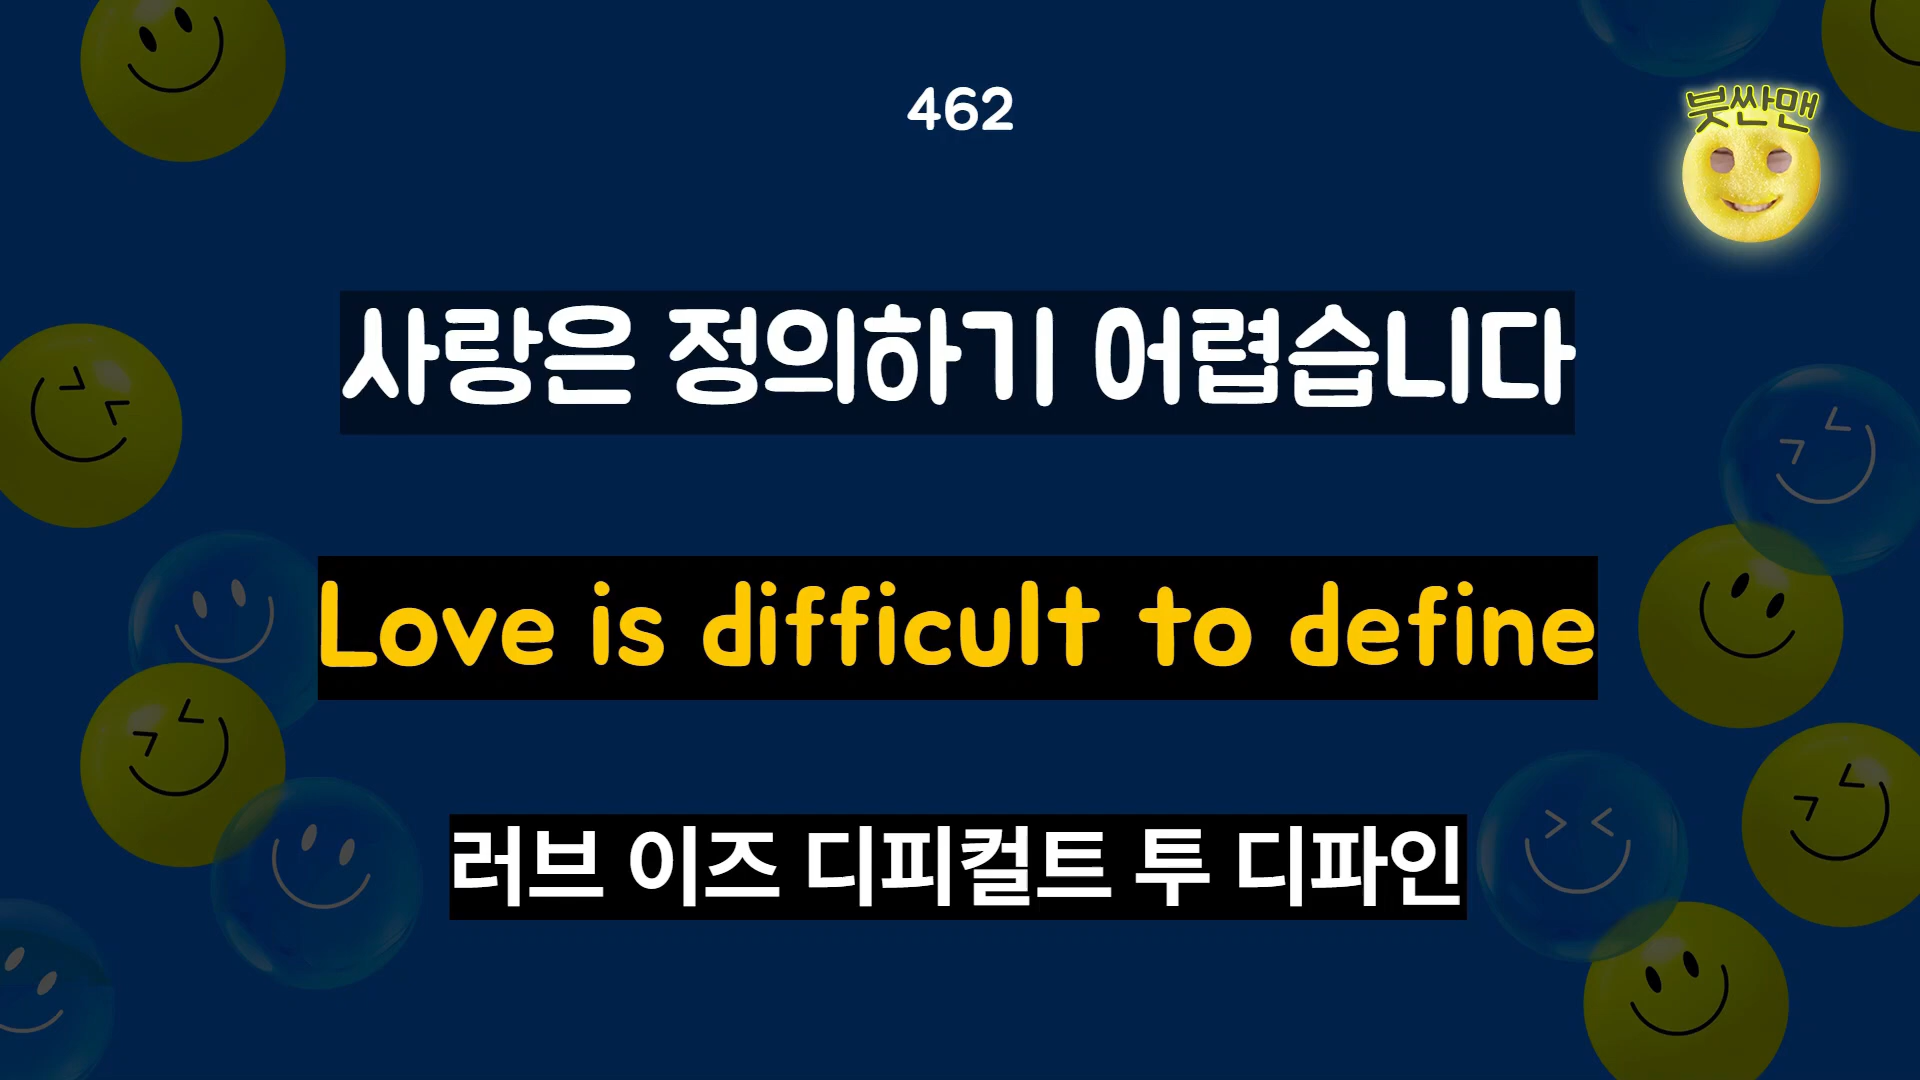 462
붓싼맨
사랑은 정의하기 어렵습니다
Love is difficult to define
러브 이즈 디피컬트 투 디파인